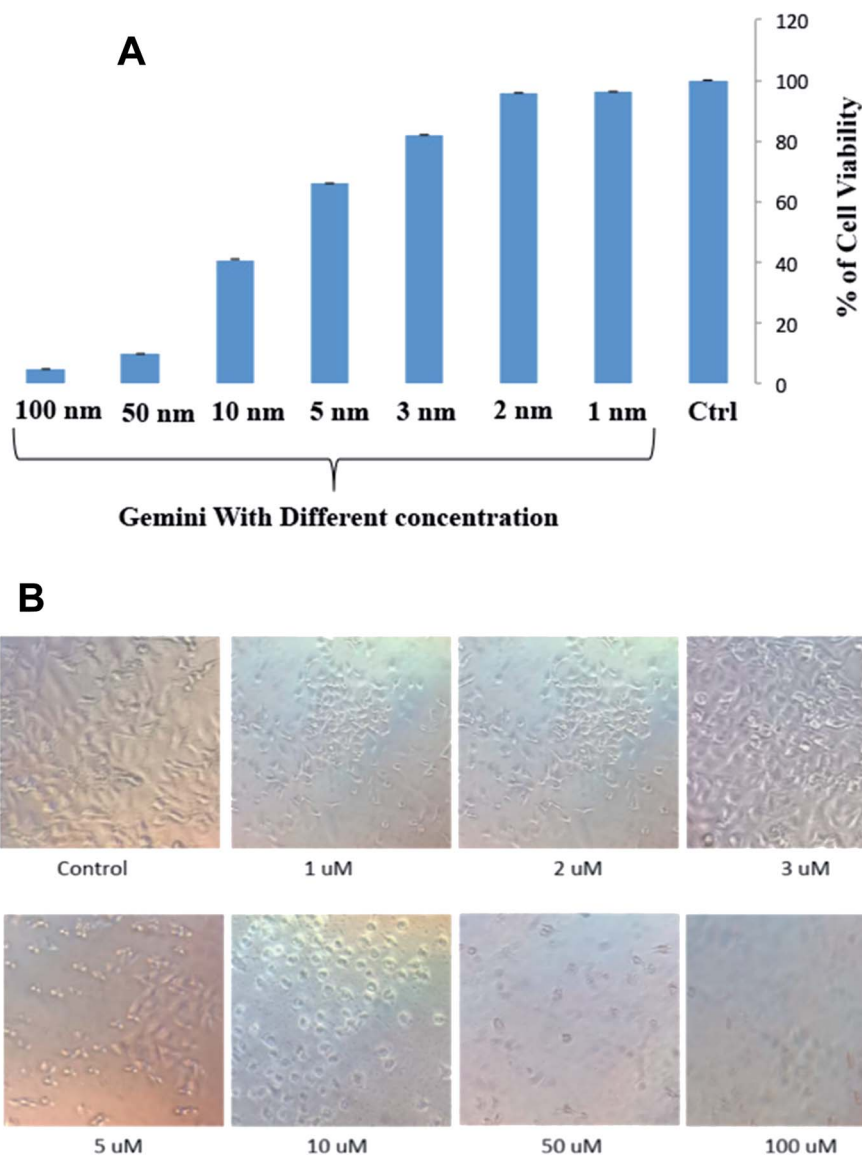 A
120
100
80
60
40
20
0
% of Cell Viability
100 nm 50 nm 10 nm 5 nm 3 nm 2 nm 1 nm Ctrl
Gemini With Different concentration
B
Control 1 uM 2 uM 3 uM
5 uM 10 uM 50 uM 100 uM